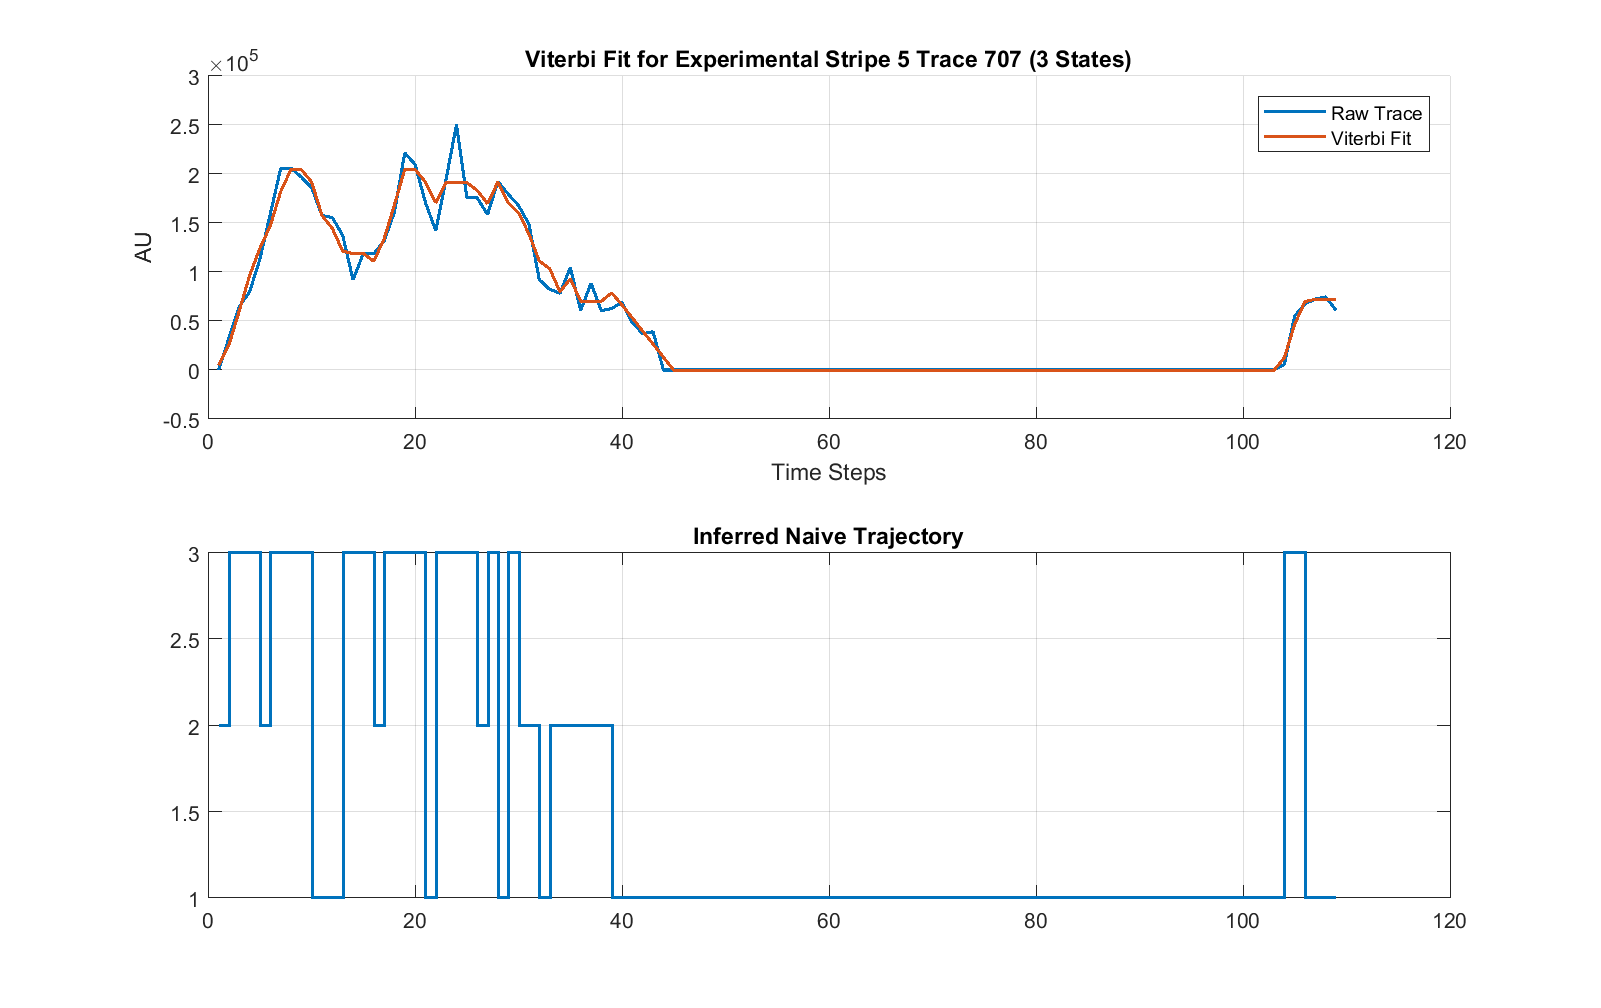 Viterbi Fit for Experimental Stripe 5 Trace 707 (3 States)
×10⁵
3
2.5
2
1.5
1
0.5
0
-0.5
AU
Raw Trace
Viterbi Fit
0 20 40 60 80 100 120
Time Steps
Inferred Naive Trajectory
3
2.5
2
1.5
1
0 20 40 60 80 100 120